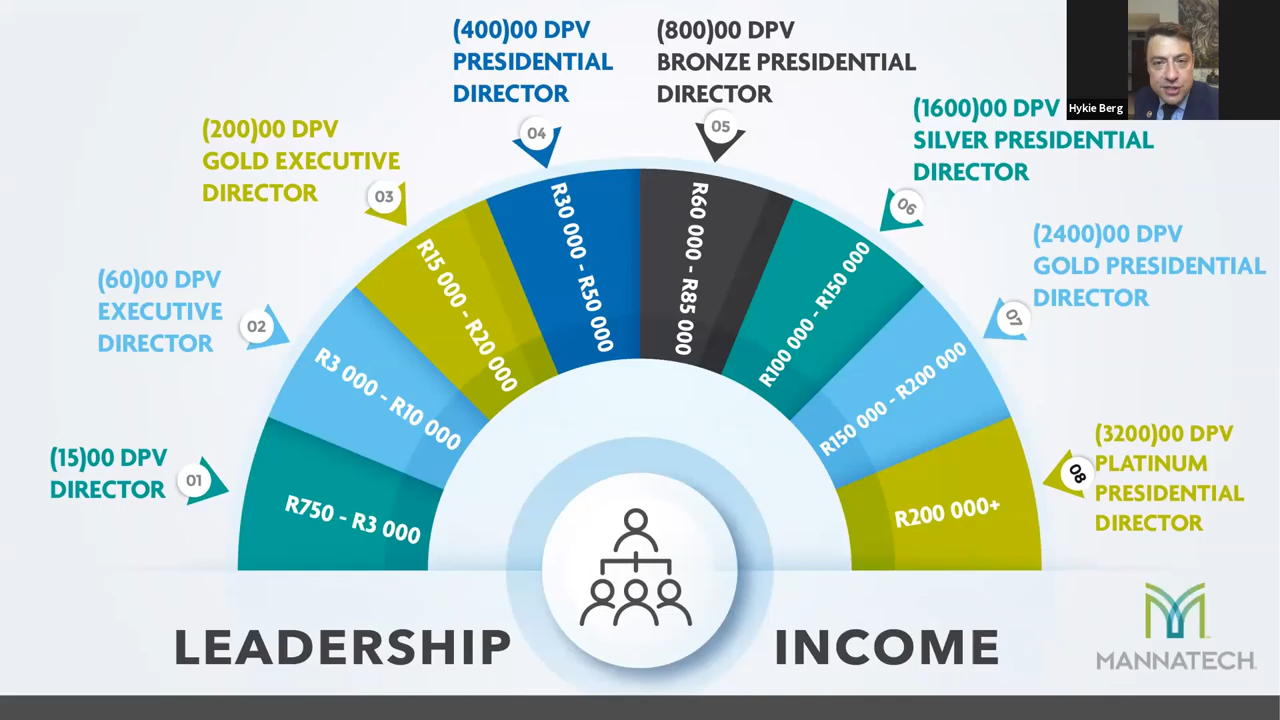 (400)00 DPV
PRESIDENTIAL
DIRECTOR
(800)00 DPV
BRONZE PRESIDENTIAL
DIRECTOR
Hykie Berg
(1600)00 DPV
SILVER PRESIDENTIAL
DIRECTOR
(200)00 DPV
GOLD EXECUTIVE
DIRECTOR
(2400)00 DPV
GOLD PRESIDENTIAL
DIRECTOR
(60)00 DPV
EXECUTIVE
DIRECTOR
(3200)00 DPV
PLATINUM
PRESIDENTIAL
DIRECTOR
(15)00 DPV
DIRECTOR
01
02
03
04
05
06
07
08
R750 - R3 000
R3 000 - R10 000
R15 000 - R20 000
R30 000 - R50 000
R60 000 - R85 000
R100 000 - R150 000
R150 000 - R200 000
R200 000+
LEADERSHIP
INCOME
MANNATECH